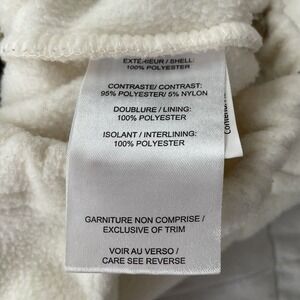 EXTÉRIEUR / SHELL:
100% POLYESTER
CONTRASTE/ CONTRAST:
95% POLYESTER/ 5% NYLON
DOUBLURE / LINING:
100% POLYESTER
ISOLANT / INTERLINING:
100% POLYESTER
GARNITURE NON COMPRISE /
EXCLUSIVE OF TRIM
VOIR AU VERSO /
CARE SEE REVERSE